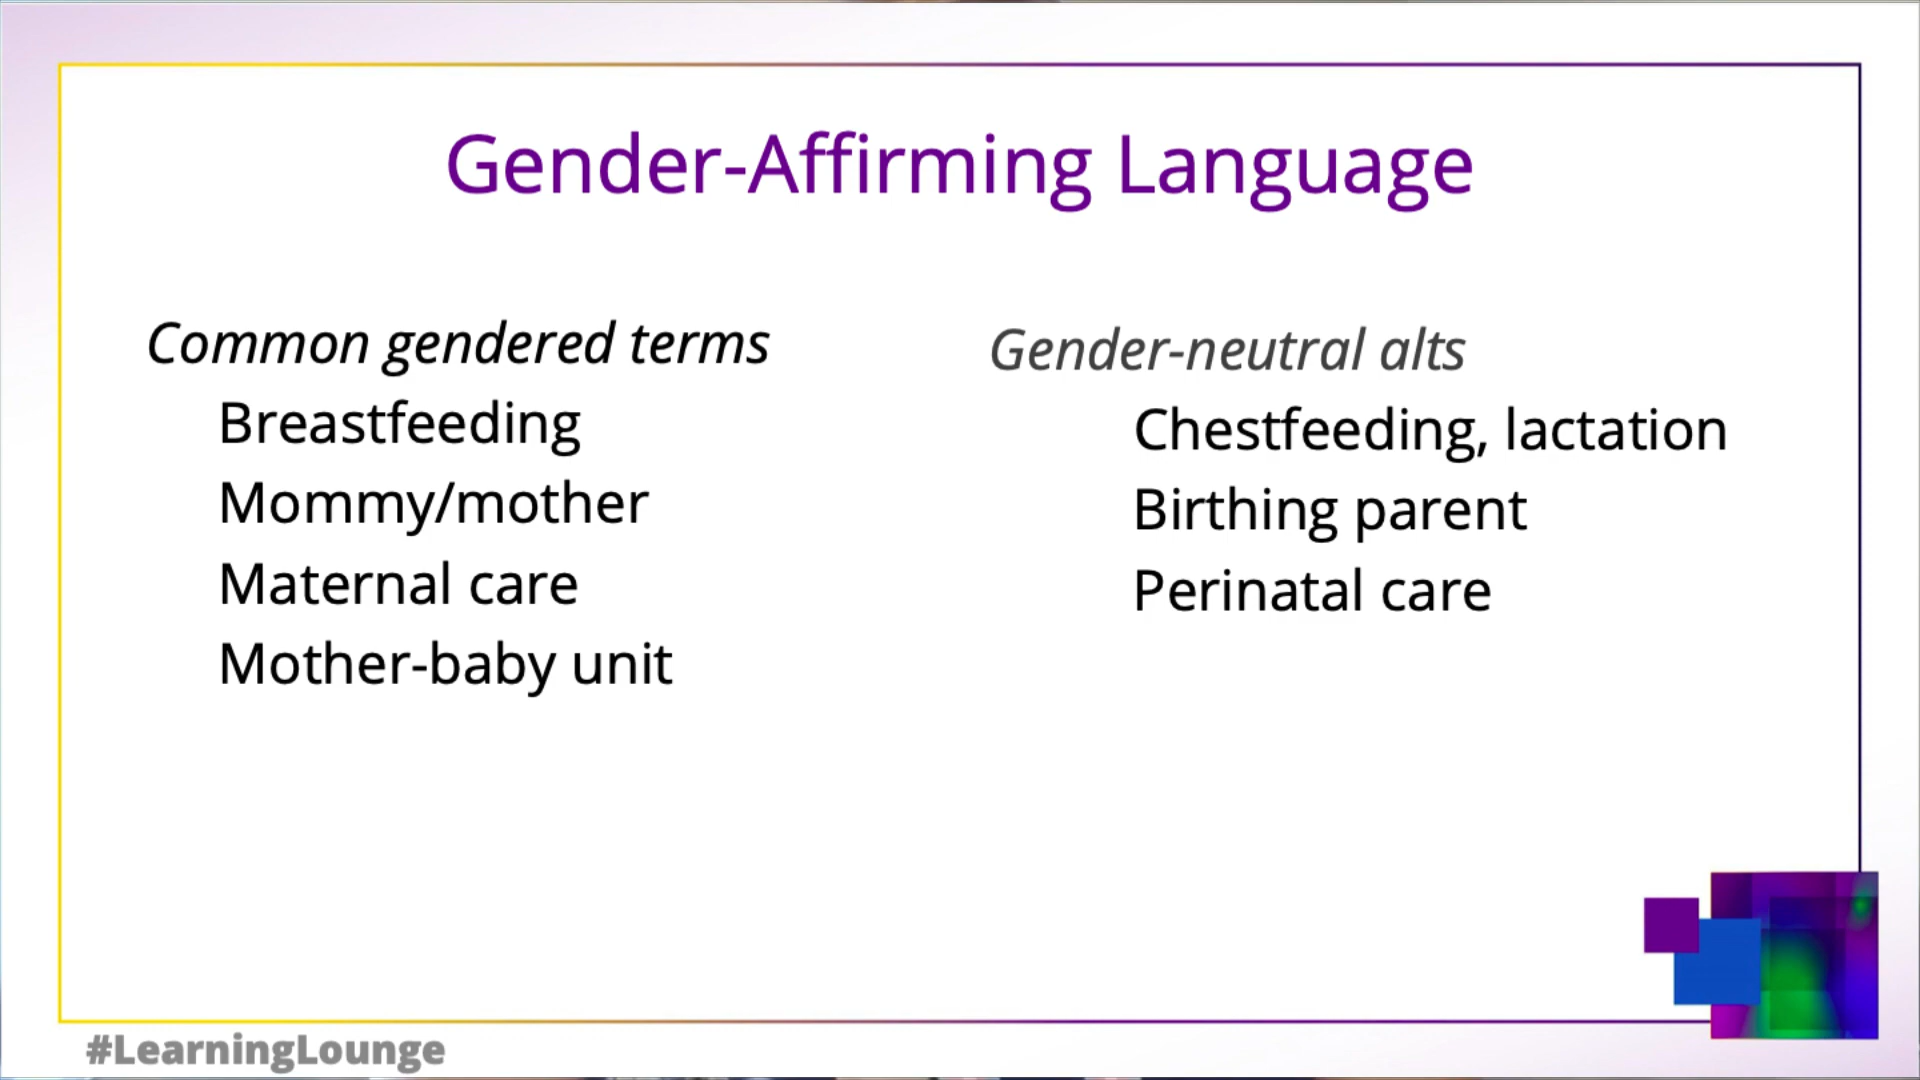 Gender-Affirming Language
Common gendered terms
Breastfeeding
Mommy/mother
Maternal care
Mother-baby unit
Gender-neutral alts
Chestfeeding, lactation
Birthing parent
Perinatal care
#LearningLounge